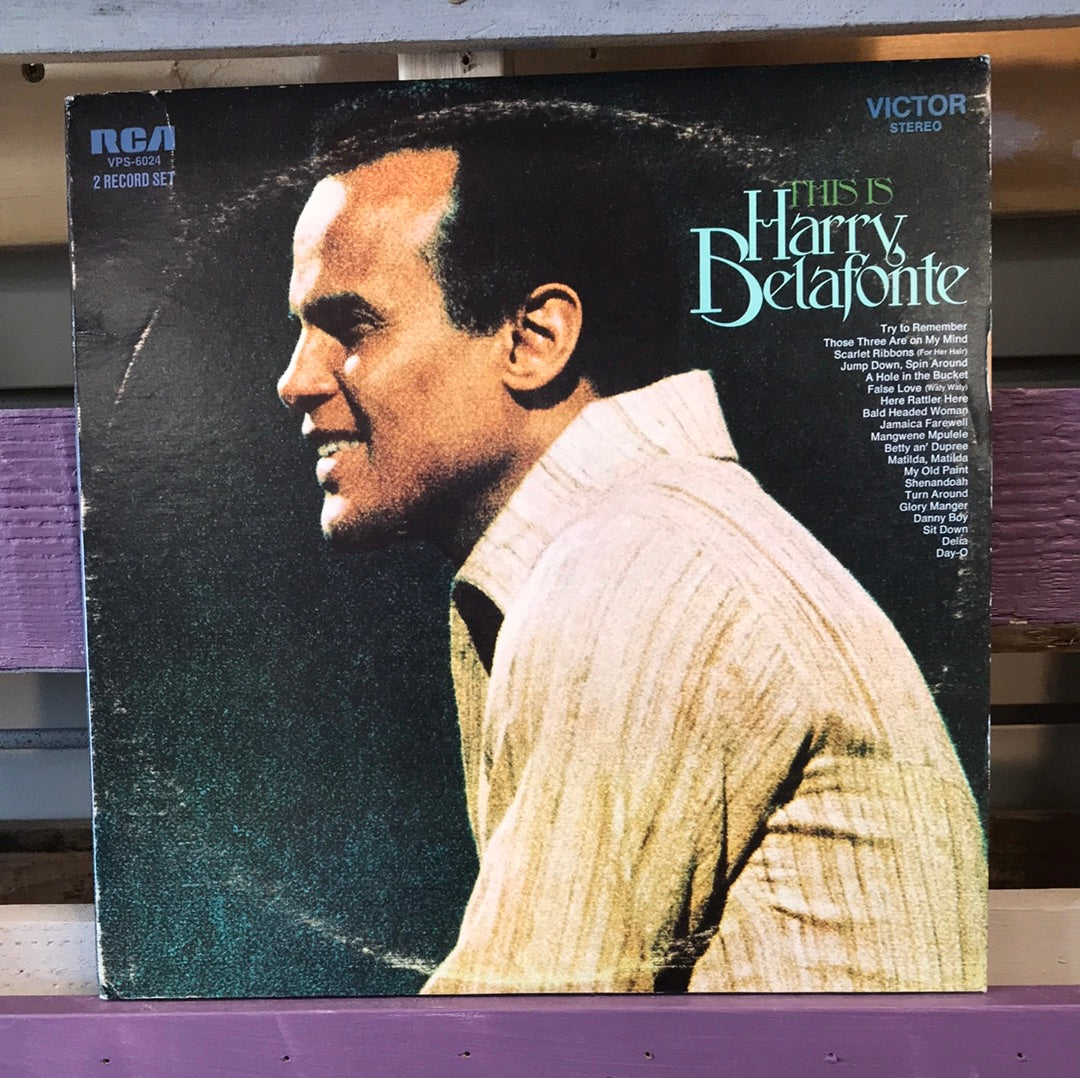 RCA
VPS-6024
2 RECORD SET
VICTOR
STEREO
THIS IS
Harry
Belafonte
Try to Remember
Those Three Are on My Mind
Scarlet Ribbons (For Her Hair)
Jump Down, Spin Around
A Hole in the Bucket
False Love (Waly Waly)
Here Rattler Here
Bald Headed Woman
Jamaica Farewell
Mangwene Mpulele
Betty an' Dupree
Matilda, Matilda
My Old Paint
Shenandoah
Turn Around
Glory Manger
Danny Boy
Sit Down
Delia
Day-O